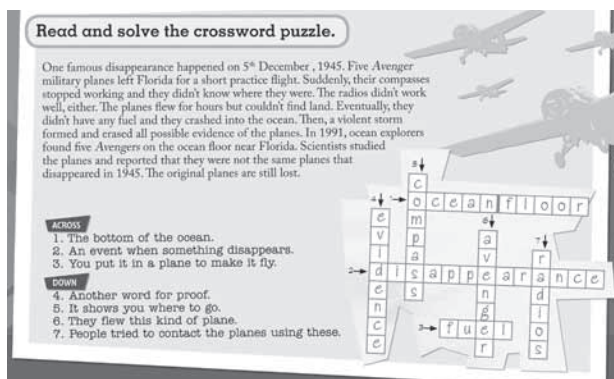 Read and solve the crossword puzzle.
One famous disappearance happened on 5th December , 1945. Five Avenger
military planes left Florida for a short practice flight. Suddenly, their compasses
stopped working and they didn't know where they were. The radios didn't work
well, either. The planes flew for hours but couldn't find land. Eventually, they
didn't have any fuel and they crashed into the ocean. Then, a violent storm
formed and erased all possible evidence of the planes. In 1991, ocean explorers
found five Avengers on the ocean floor near Florida. Scientists studied
the planes and reported that they were not the same planes that
disappeared in 1945. The original planes are still lost.
ACROSS
1. The bottom of the ocean.
2. An event when something disappears.
3. You put it in a plane to make it fly.
DOWN
4. Another word for proof.
5. It shows you where to go.
6. They flew this kind of plane.
7. People tried to contact the planes using these.
1 oceanfloor
2 disappearance
3 fuel
4 evidence
5 compass
6 avenger
7 radios